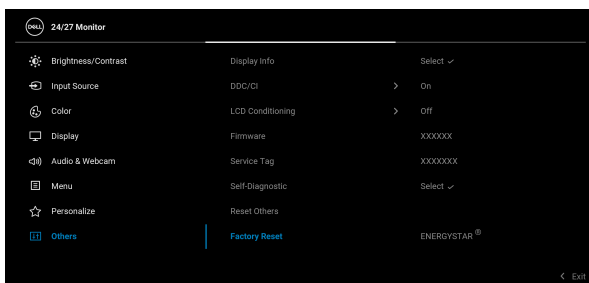 DELL 24/27 Monitor
Brightness/Contrast Display Info Select ✓
Input Source DDC/CI > On
Color LCD Conditioning > Off
Display Firmware XXXXXX
Audio & Webcam Service Tag XXXXXXX
Menu Self-Diagnostic Select ✓
Personalize Reset Others
Others Factory Reset ENERGYSTAR ®
< Exit